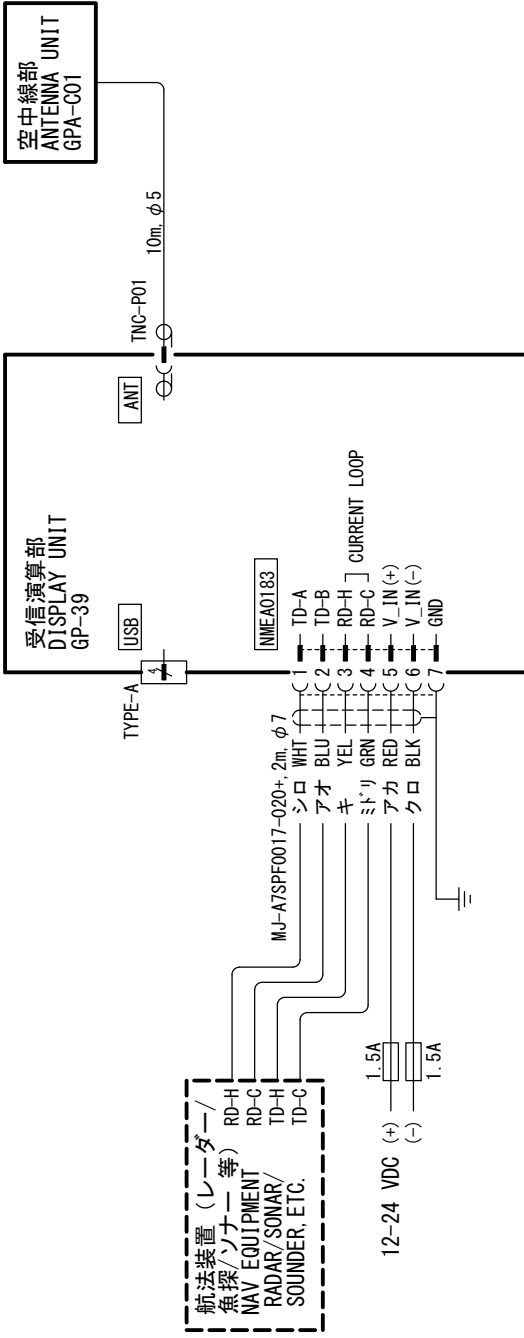 空中線部
ANTENNA UNIT
GPA-C01
10m, φ5
TNC-P01
ANT
受信演算部
DISPLAY UNIT
GP-39
USB
TYPE-A
4
NMEA0183
MJ-A7SPF0017-020+, 2m, φ7
シロ WHT 1 TD-A
アオ BLU 2 TD-B
キ YEL 3 RD-H
ミドリ GRN 4 RD-C
CURRENT LOOP
アカ RED 5 V_IN(+)
クロ BLK 6 V_IN(-)
7 GND
航法装置 (レーダー/
魚探/ソナー 等)
NAV EQUIPMENT
RADAR/SONAR/
SOUNDER, ETC.
RD-H
RD-C
TD-H
TD-C
12-24 VDC (+)
(-)
1.5A
1.5A